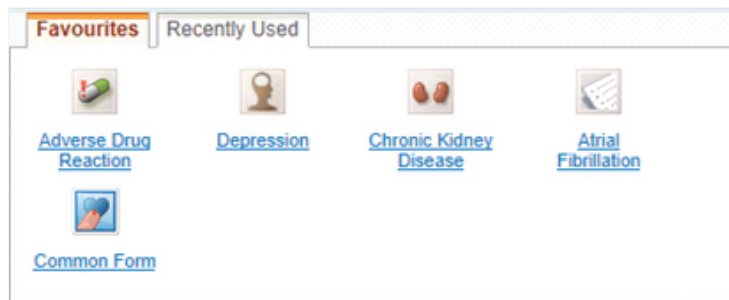 Favourites Recently Used
Adverse Drug Depression Chronic Kidney Atrial
Reaction Disease Fibrillation
Common Form